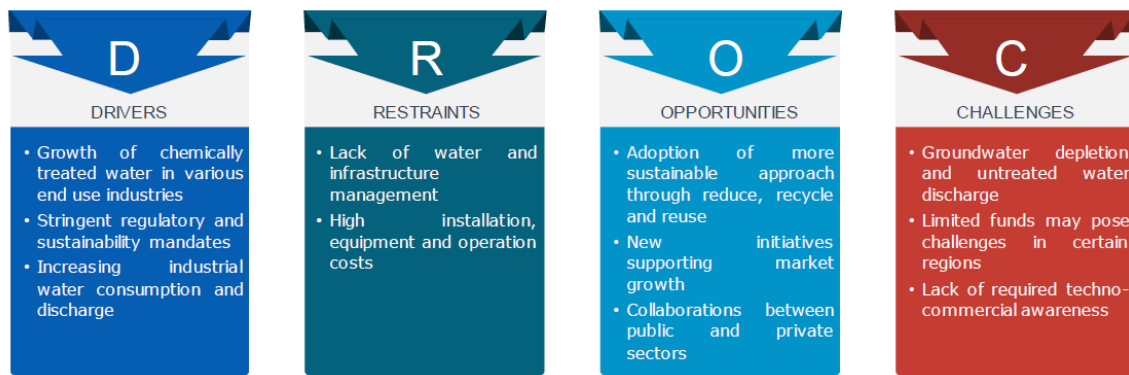 D
DRIVERS
• Growth of chemically
treated water in various
end use industries
• Stringent regulatory and
sustainability mandates
• Increasing industrial
water consumption and
discharge
R
RESTRAINTS
• Lack of water and
infrastructure
management
• High installation,
equipment and operation
costs
O
OPPORTUNITIES
• Adoption of more
sustainable approach
through reduce, recycle
and reuse
• New initiatives
supporting market
growth
• Collaborations between
public and private
sectors
C
CHALLENGES
• Groundwater depletion
and untreated water
discharge
• Limited funds may pose
challenges in certain
regions
• Lack of required techno-
commercial awareness